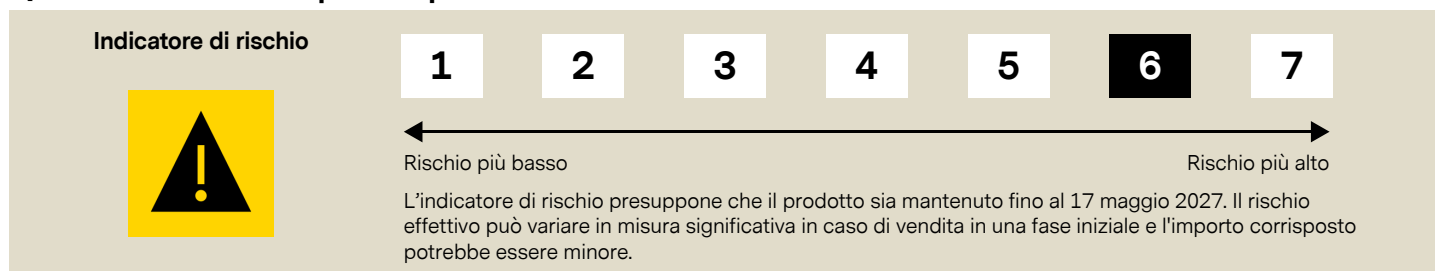 Indicatore di rischio
1 2 3 4 5 6 7
Rischio più basso
Rischio più alto
L'indicatore di rischio presuppone che il prodotto sia mantenuto fino al 17 maggio 2027. Il rischio
effettivo può variare in misura significativa in caso di vendita in una fase iniziale e l'importo corrisposto
potrebbe essere minore.